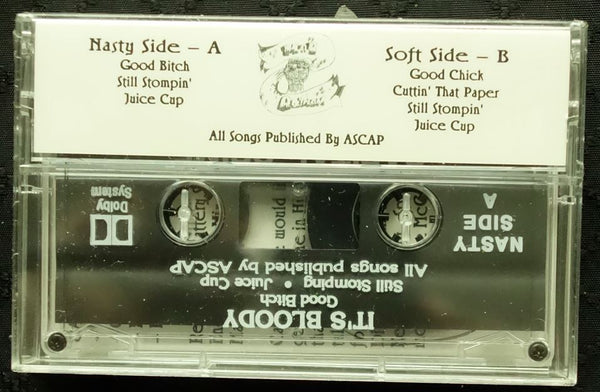 Nasty Side – A
Good Bitch
Still Stompin'
Juice Cup
Soft Side – B
Good Chick
Cuttin' That Paper
Still Stompin'
Juice Cup
All Songs Published By ASCAP
IT'S BLOODY
Good Bitch
Still Stomping • Juice Cup
All songs published by ASCAP
NASTY
SIDE
A
Dolby
System